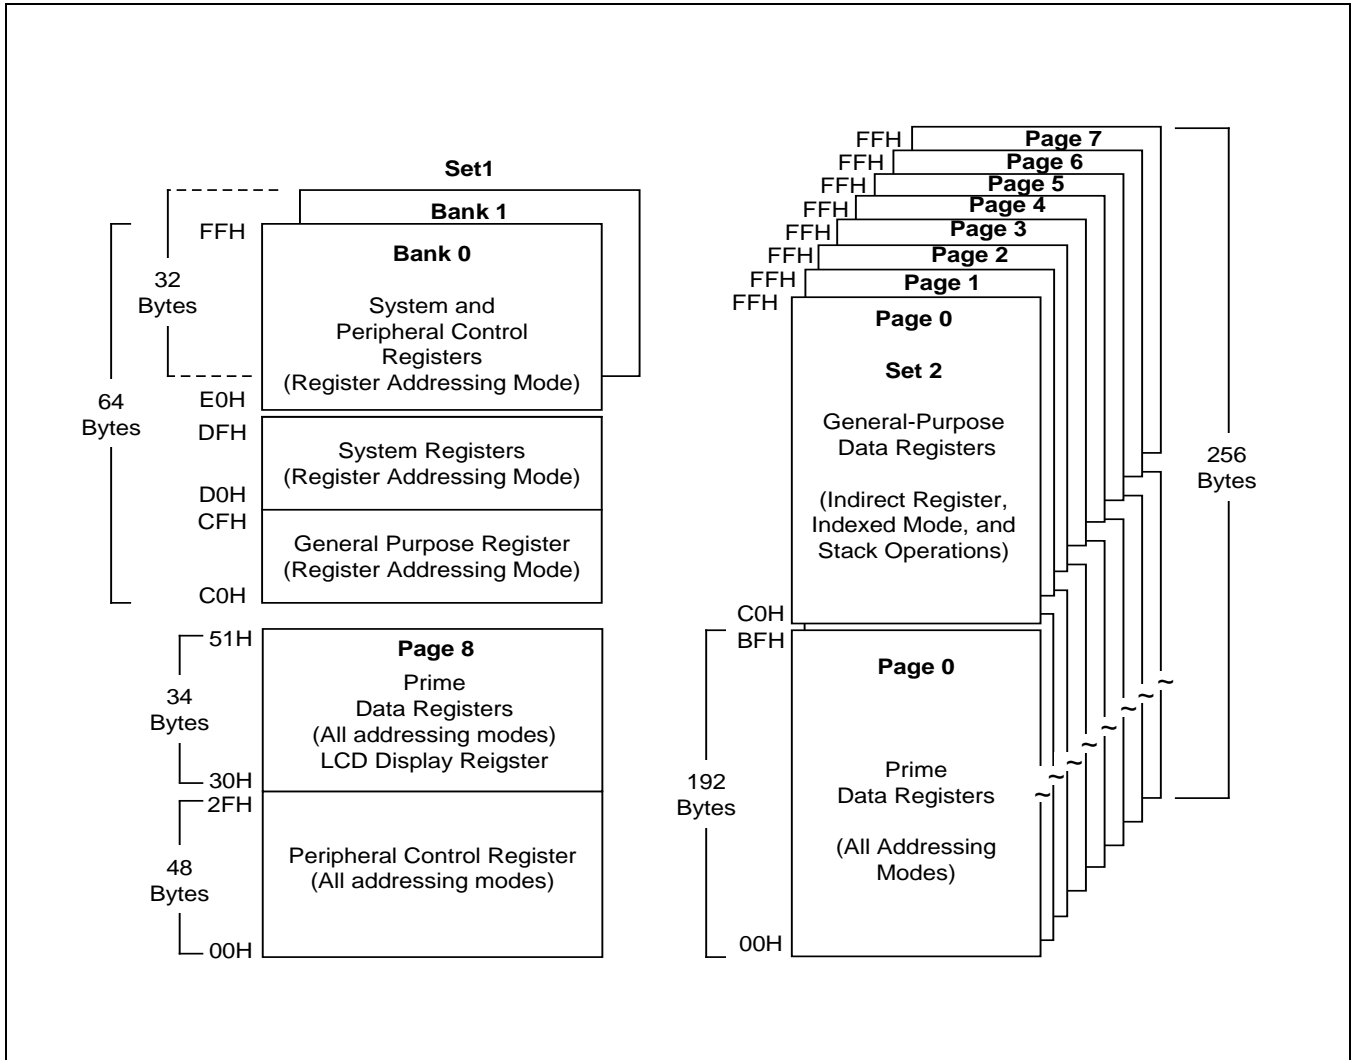 Set1
Bank 1
FFH
Bank 0
32
Bytes
System and
Peripheral Control
Registers
(Register Addressing Mode)
64
Bytes
E0H
DFH
System Registers
(Register Addressing Mode)
D0H
CFH
General Purpose Register
(Register Addressing Mode)
C0H
51H
Page 8
Prime
Data Registers
(All addressing modes)
LCD Display Reigster
34
Bytes
30H
2FH
Peripheral Control Register
(All addressing modes)
48
Bytes
00H
FFH
Page 7
FFH
Page 6
FFH
Page 5
FFH
Page 4
FFH
Page 3
FFH
Page 2
FFH
Page 1
FFH
Page 0
Set 2
General-Purpose
Data Registers
(Indirect Register,
Indexed Mode, and
Stack Operations)
256
Bytes
C0H
BFH
Page 0
192
Bytes
Prime
Data Registers
(All Addressing
Modes)
00H
~
~
~
~
~
~
~
~